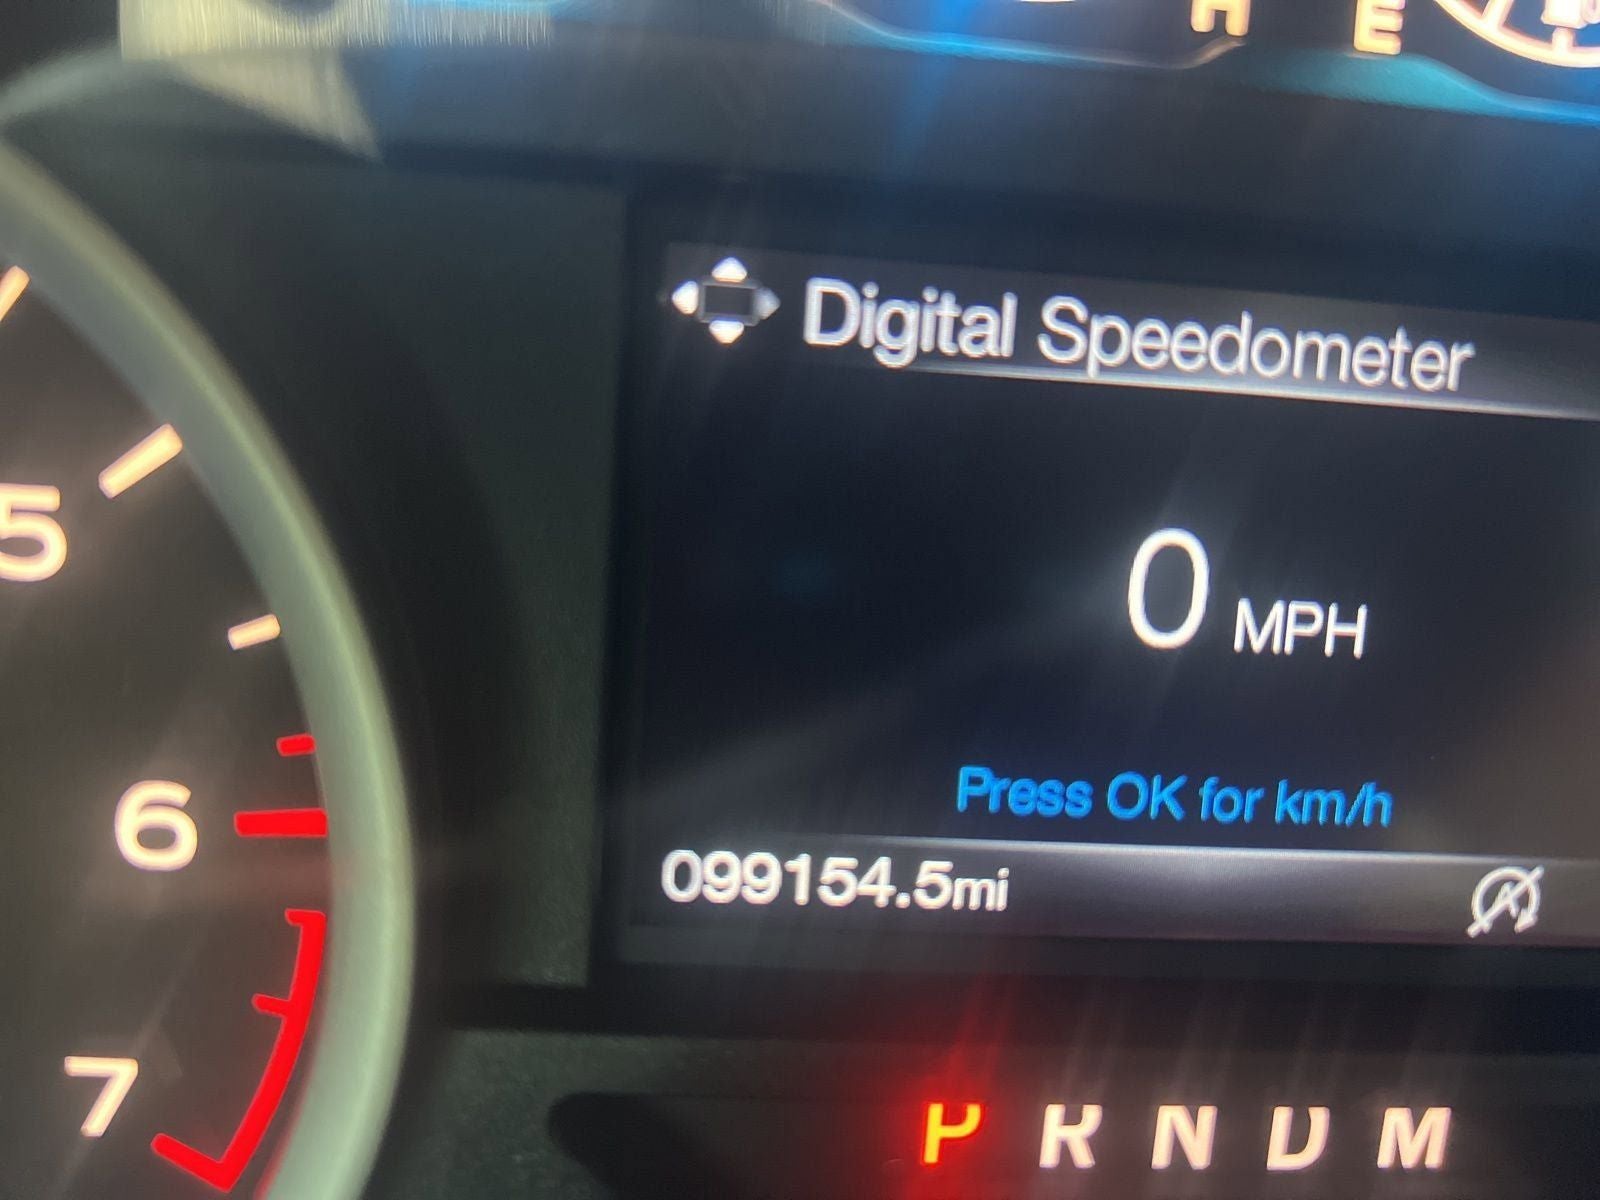 H E
Digital Speedometer
5
0 MPH
6
Press OK for km/h
099154.5mi
7
P R N D M